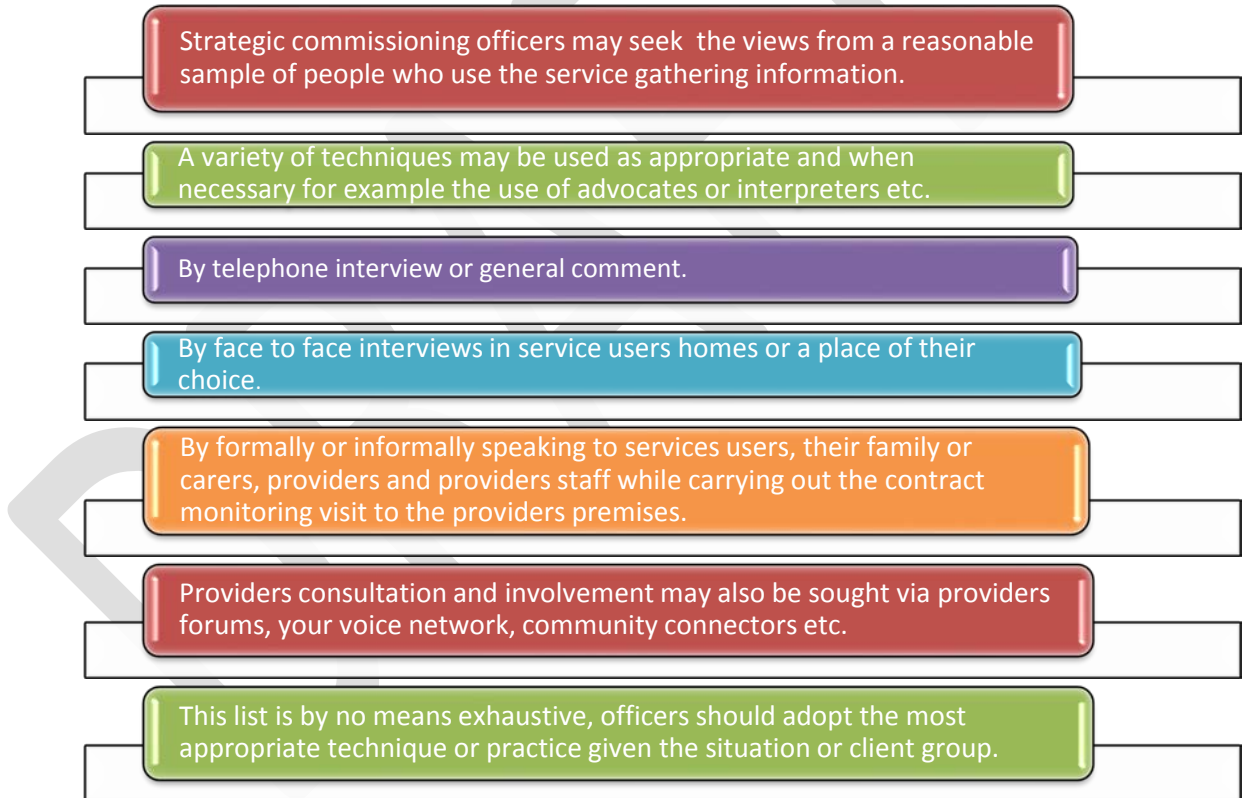 Strategic commissioning officers may seek the views from a reasonable
sample of people who use the service gathering information.
A variety of techniques may be used as appropriate and when
necessary for example the use of advocates or interpreters etc.
By telephone interview or general comment.
By face to face interviews in service users homes or a place of their
choice.
By formally or informally speaking to services users, their family or
carers, providers and providers staff while carrying out the contract
monitoring visit to the providers premises.
Providers consultation and involvement may also be sought via providers
forums, your voice network, community connectors etc.
This list is by no means exhaustive, officers should adopt the most
appropriate technique or practice given the situation or client group.